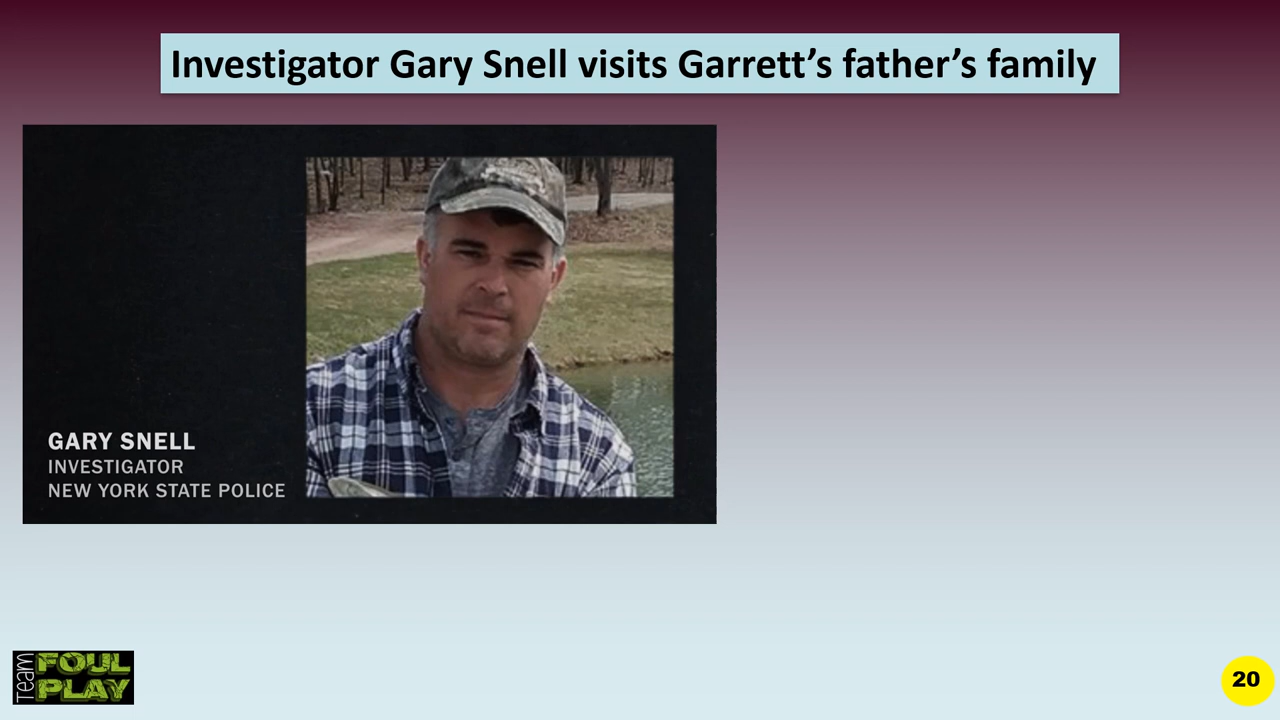 Investigator Gary Snell visits Garrett’s father’s family
GARY SNELL
INVESTIGATOR
NEW YORK STATE POLICE
Team
FOUL
PLAY
20